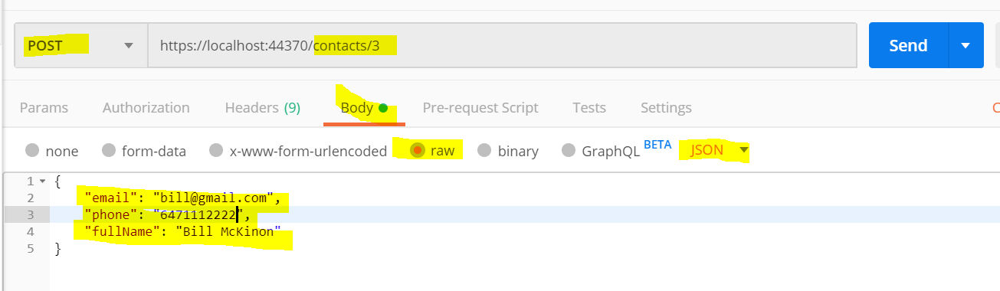 POST https://localhost:44370/contacts/3 Send
Params Authorization Headers (9) Body Pre-request Script Tests Settings C
none form-data x-www-form-urlencoded raw binary GraphQL BETA JSON
1 {
2 "email": "bill@gmail.com",
3 "phone": "6471112222",
4 "fullName": "Bill McKinon"
5 }